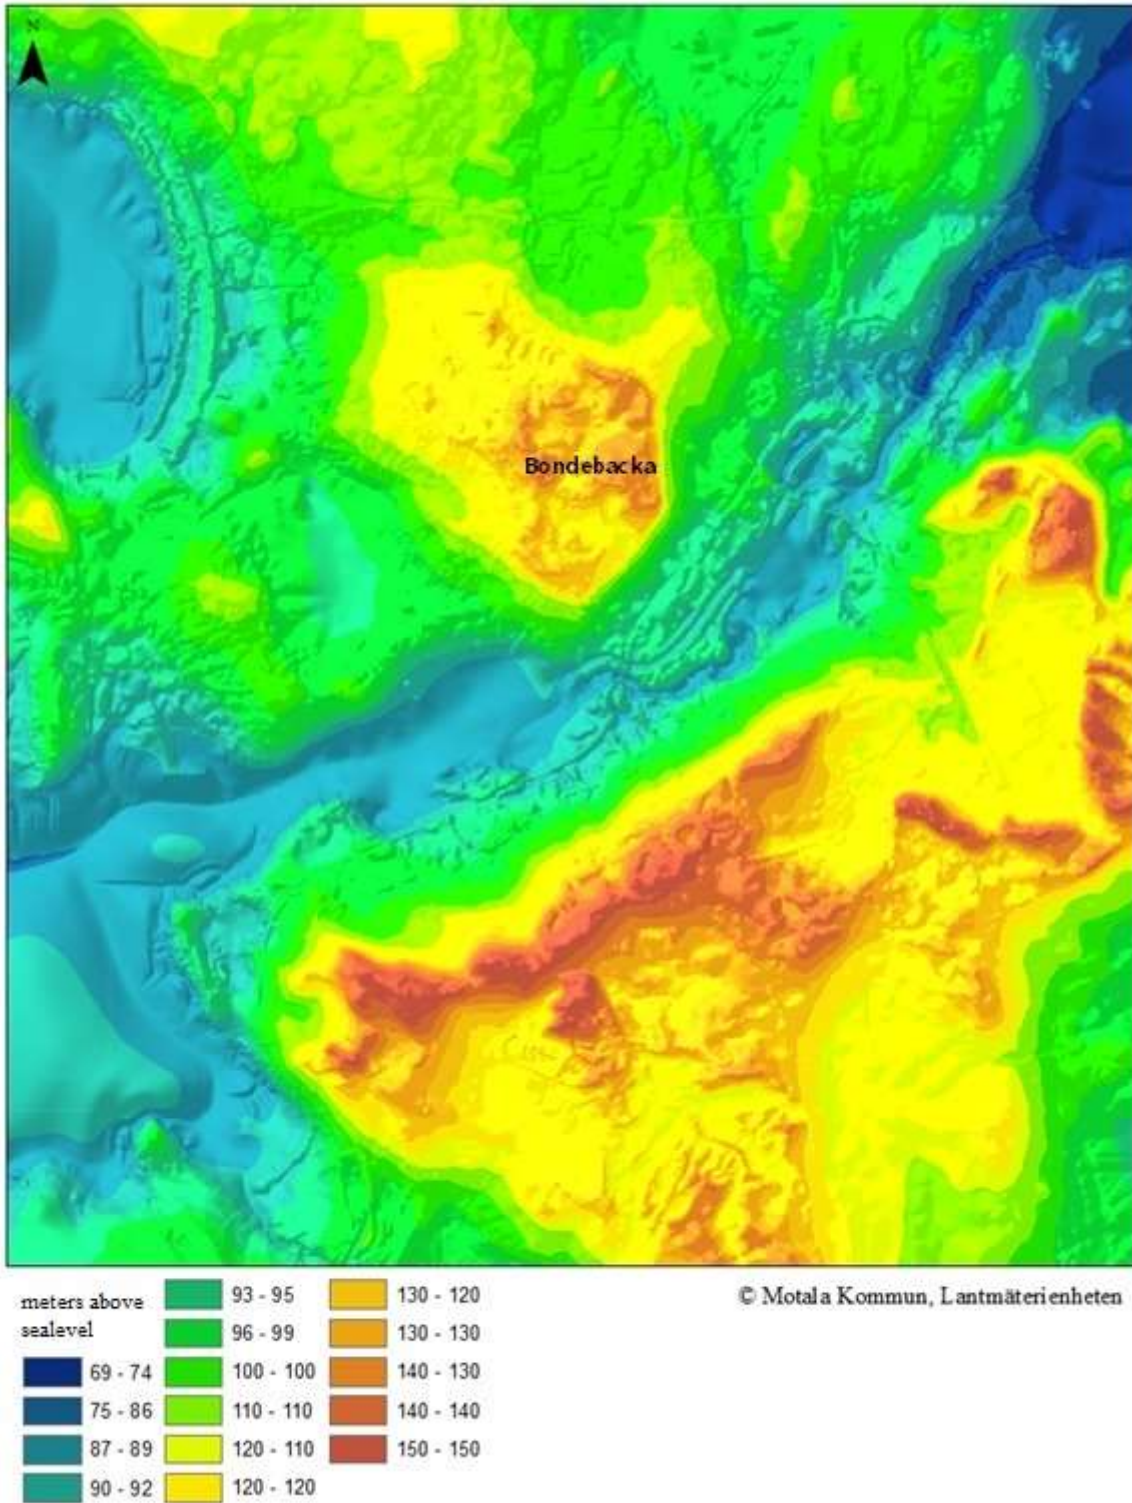 N
Bondebacka
meters above
sealevel
69 - 74
75 - 86
87 - 89
90 - 92
93 - 95
96 - 99
100 - 100
110 - 110
120 - 110
120 - 120
130 - 120
130 - 130
140 - 130
140 - 140
150 - 150
© Motala Kommun, Lantmäterienheten